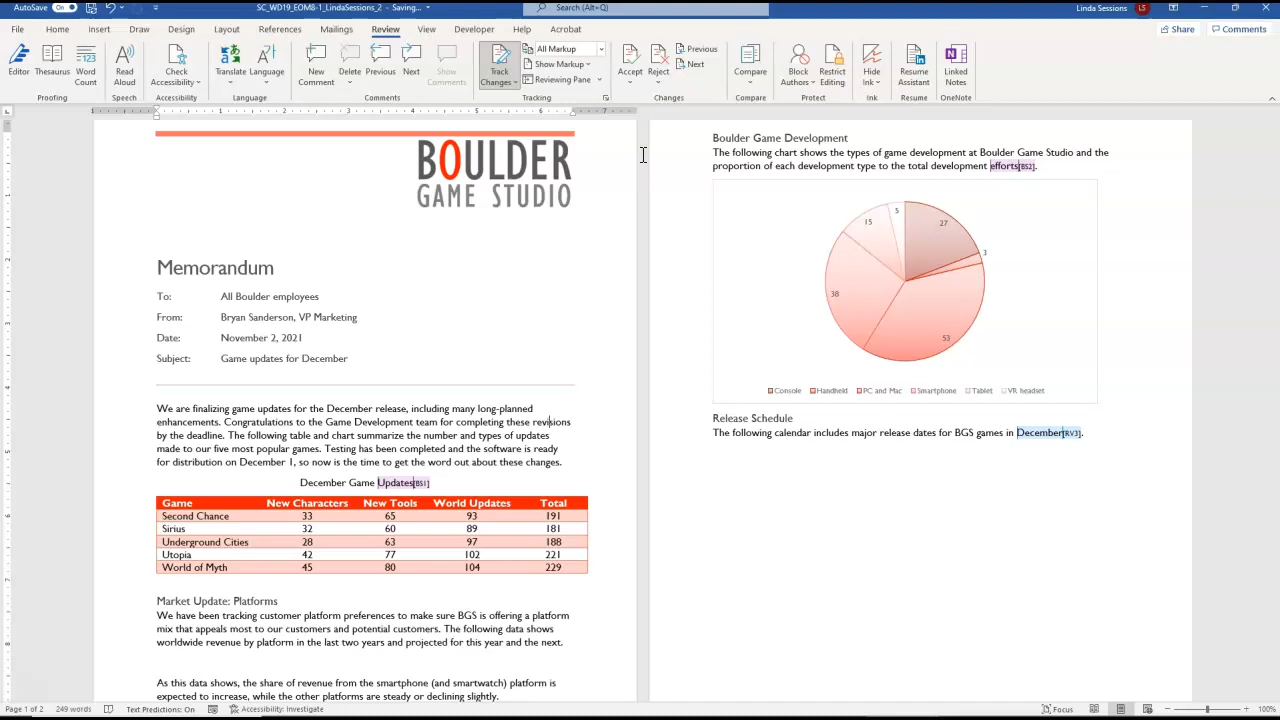 AutoSave On SC_WD19_EOM8-1_LindaSessions_2 - Saving... Search (Alt+Q) Linda Sessions LS
File Home Insert Draw Design Layout References Mailings Review View Developer Help Acrobat Share Comments
Editor Thesaurus Word Count Read Aloud Check Accessibility Translate Language New Comment Delete Previous Next Show Comments Track Changes All Markup Show Markup Reviewing Pane Accept Reject Previous Next Compare Block Authors Restrict Editing Hide Ink Resume Assistant Linked Notes
Proofing Speech Accessibility Language Comments Tracking Changes Compare Protect Ink Resume OneNote
1 1 2 3 4 5 6 7
BOULDER
GAME STUDIO
Memorandum
To: All Boulder employees
From: Bryan Sanderson, VP Marketing
Date: November 2, 2021
Subject: Game updates for December
We are finalizing game updates for the December release, including many long-planned
enhancements. Congratulations to the Game Development team for completing these revisions
by the deadline. The following table and chart summarize the number and types of updates
made to our five most popular games. Testing has been completed and the software is ready
for distribution on December 1, so now is the time to get the word out about these changes.
December Game Updates[BS1]
Game New Characters New Tools World Updates Total
Second Chance 33 65 93 191
Sirius 32 60 89 181
Underground Cities 28 63 97 188
Utopia 42 77 102 221
World of Myth 45 80 104 229
Market Update: Platforms
We have been tracking customer platform preferences to make sure BGS is offering a platform
mix that appeals most to our customers and potential customers. The following data shows
worldwide revenue by platform in the last two years and projected for this year and the next.
As this data shows, the share of revenue from the smartphone (and smartwatch) platform is
expected to increase, while the other platforms are steady or declining slightly.
Boulder Game Development
The following chart shows the types of game development at Boulder Game Studio and the
proportion of each development type to the total development efforts[BS2].
27
3
53
38
15
5
Console Handheld PC and Mac Smartphone Tablet VR headset
Release Schedule
The following calendar includes major release dates for BGS games in December[RV3].
Page 1 of 2 249 words Text Predictions: On Accessibility: Investigate Focus 100%